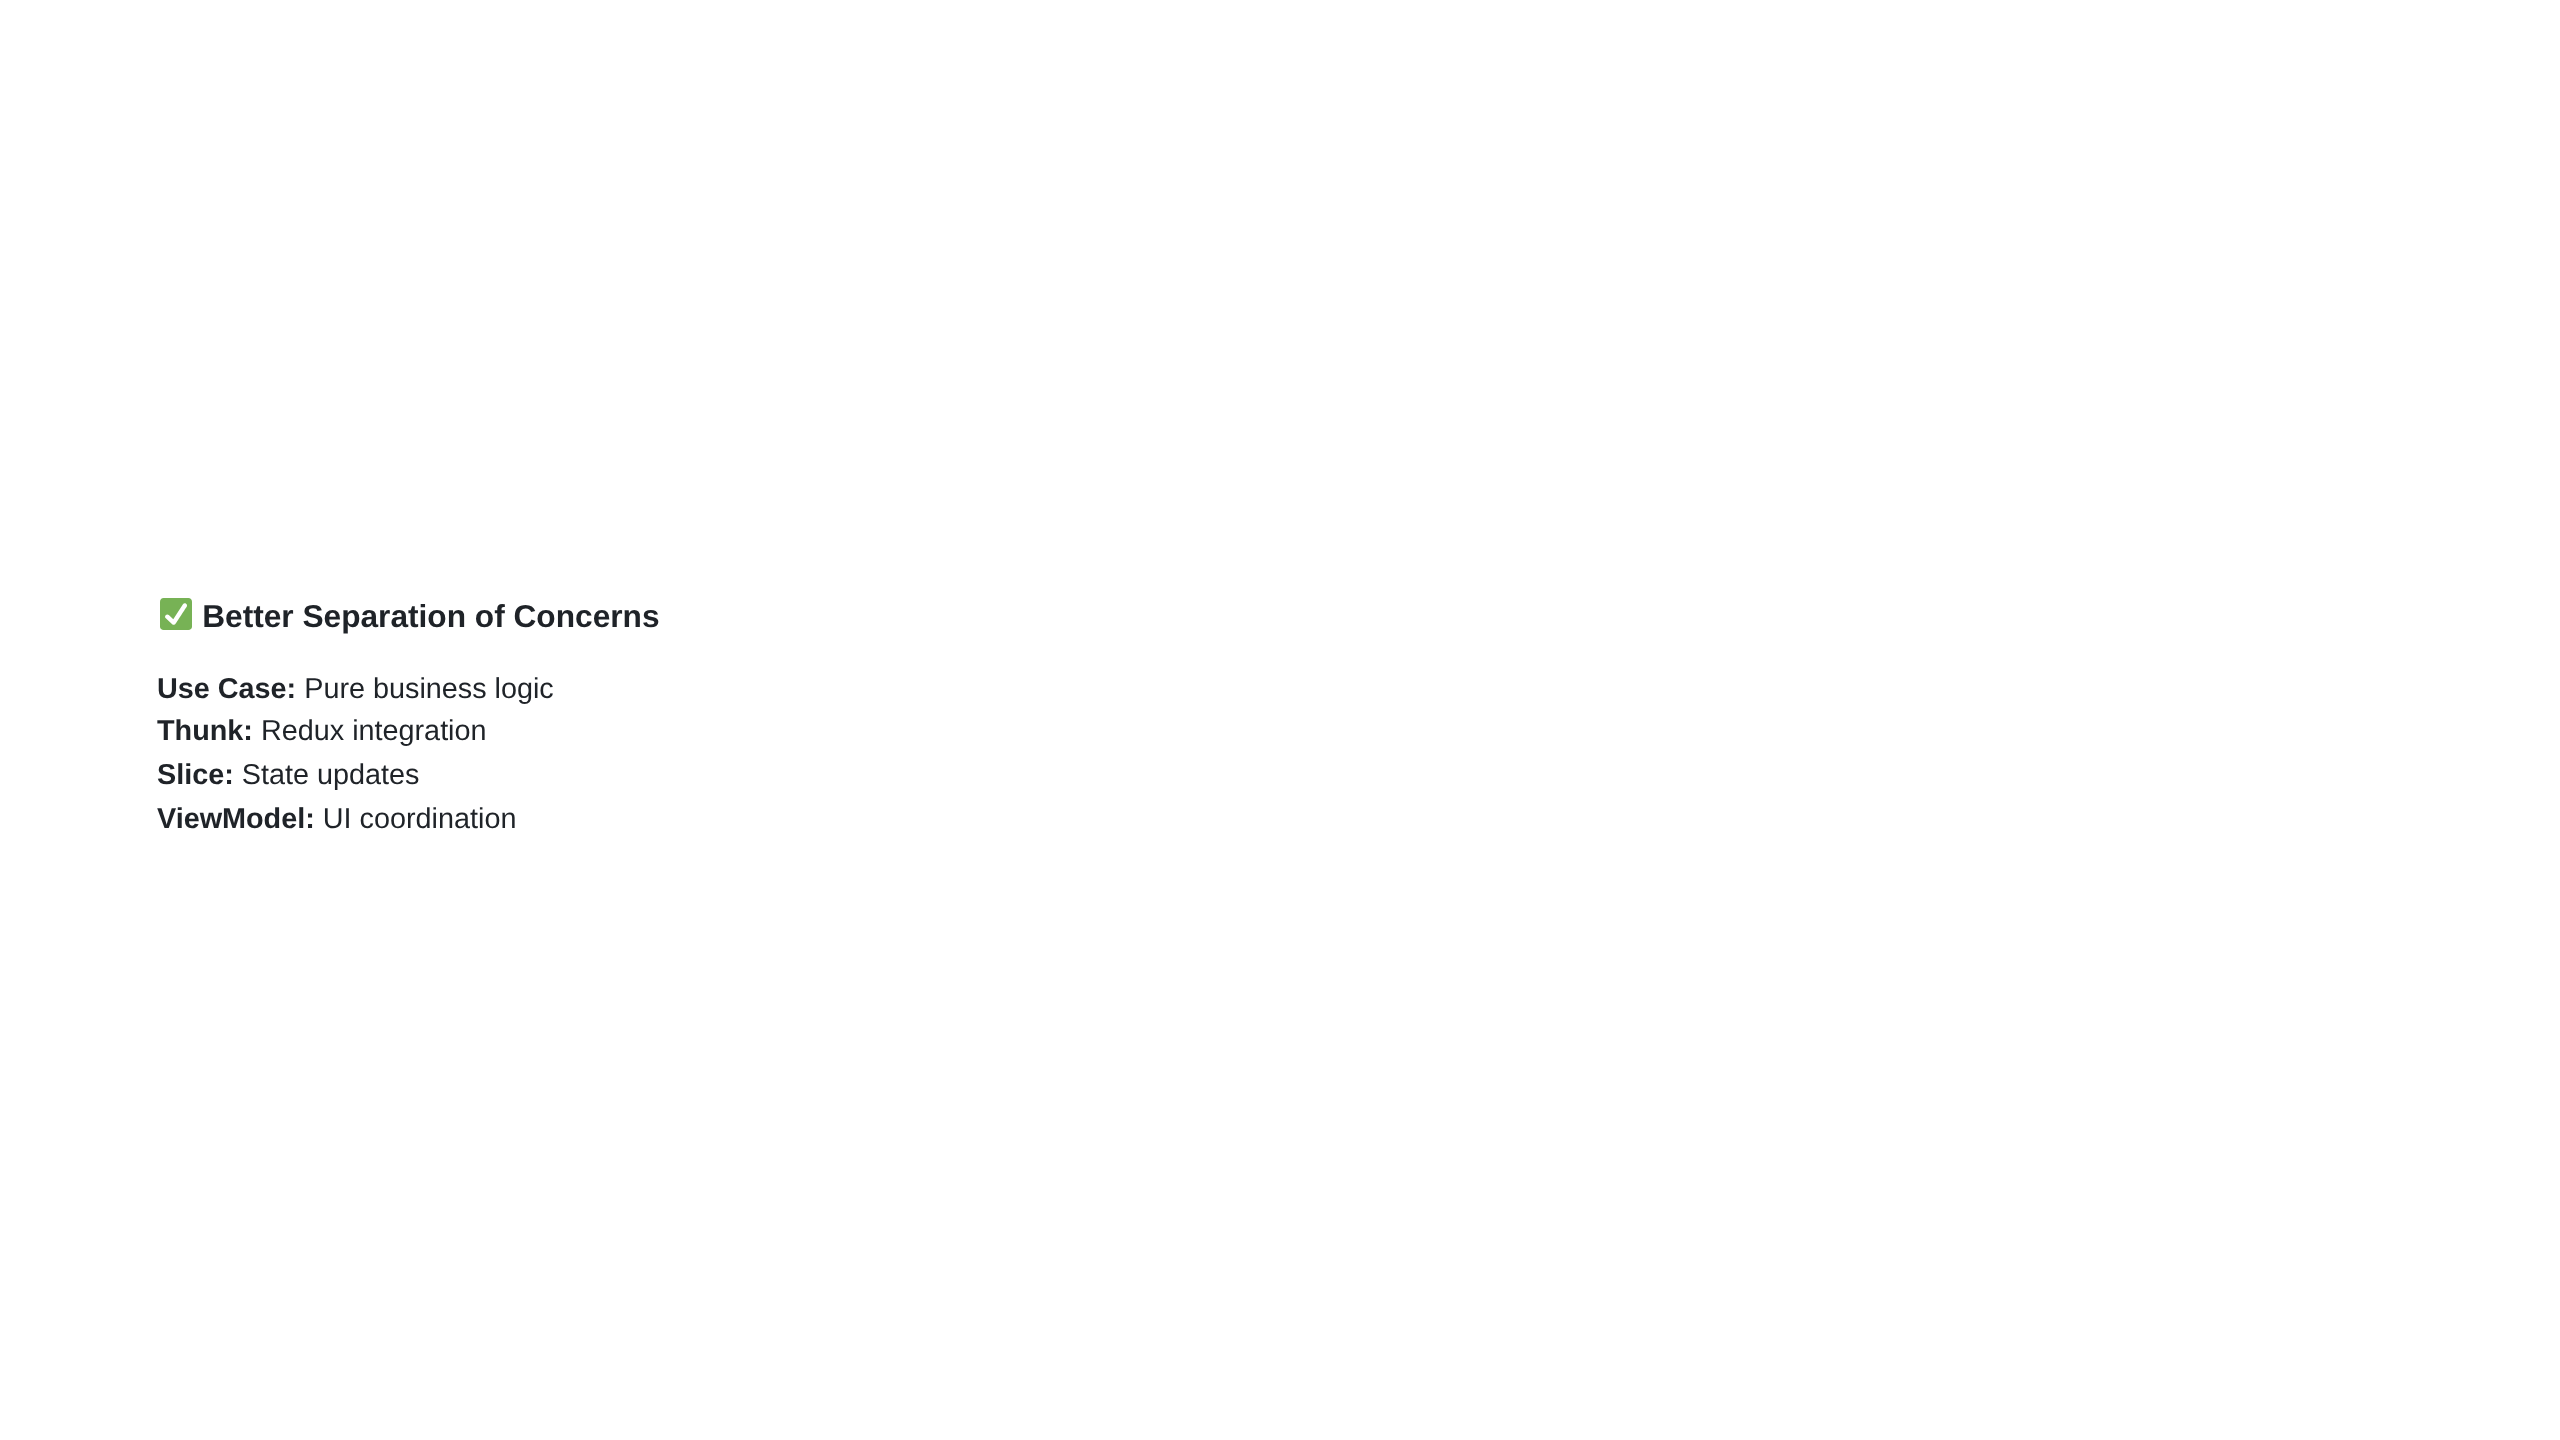 ✅ Better Separation of Concerns
Use Case: Pure business logic
Thunk: Redux integration
Slice: State updates
ViewModel: UI coordination